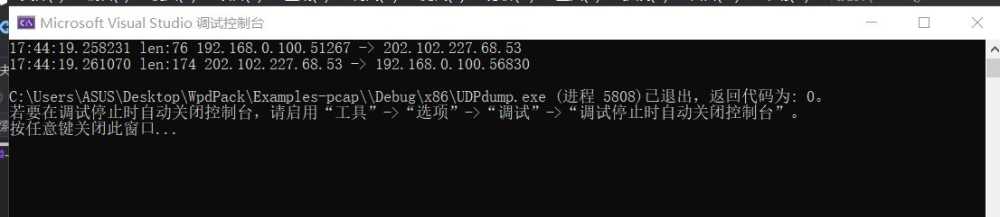 Microsoft Visual Studio 调试控制台
17:44:19.258231 len:76 192.168.0.100.51267 -> 202.102.227.68.53
17:44:19.261070 len:174 202.102.227.68.53 -> 192.168.0.100.56830
C:\Users\ASUS\Desktop\WpdPack\Examples-pcap\\Debug\x86\UDPdump.exe (进程 5808)已退出，返回代码为: 0。
若要在调试停止时自动关闭控制台，请启用“工具”->“选项”->“调试”->“调试停止时自动关闭控制台”。
按任意键关闭此窗口...